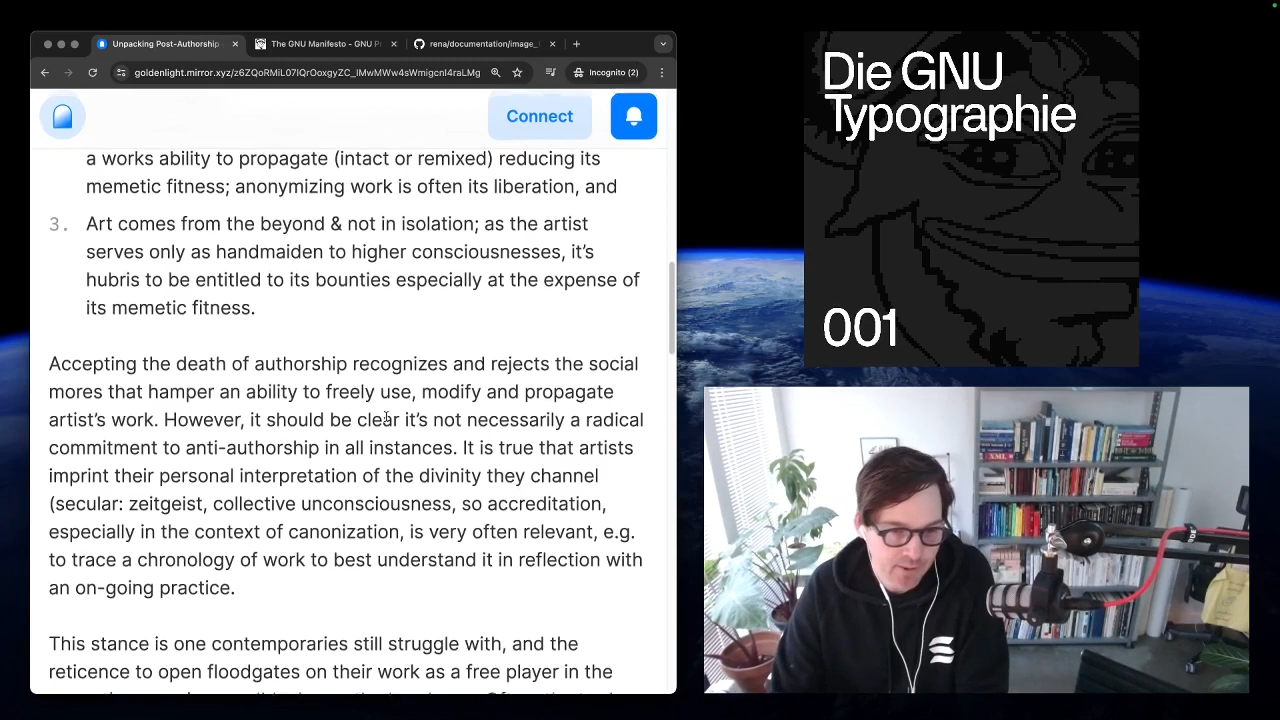 Unpacking Post-Authorship
The GNU Manifesto - GNU P
rena/documentation/image_
goldenlight.mirror.xyz/z6ZQoRMiL07IQrOoxgyZC_IMwMWw4sWmigcnI4raLMg
Incognito (2)
Connect
a works ability to propagate (intact or remixed) reducing its
memetic fitness; anonymizing work is often its liberation, and
3. Art comes from the beyond & not in isolation; as the artist
serves only as handmaiden to higher consciousnesses, it's
hubris to be entitled to its bounties especially at the expense of
its memetic fitness.
Accepting the death of authorship recognizes and rejects the social
mores that hamper an ability to freely use, modify and propagate
artist's work. However, it should be clear it's not necessarily a radical
commitment to anti-authorship in all instances. It is true that artists
imprint their personal interpretation of the divinity they channel
(secular: zeitgeist, collective unconsciousness, so accreditation,
especially in the context of canonization, is very often relevant, e.g.
to trace a chronology of work to best understand it in reflection with
an on-going practice.
This stance is one contemporaries still struggle with, and the
reticence to open floodgates on their work as a free player in the
Die GNU
Typographie
001
XML